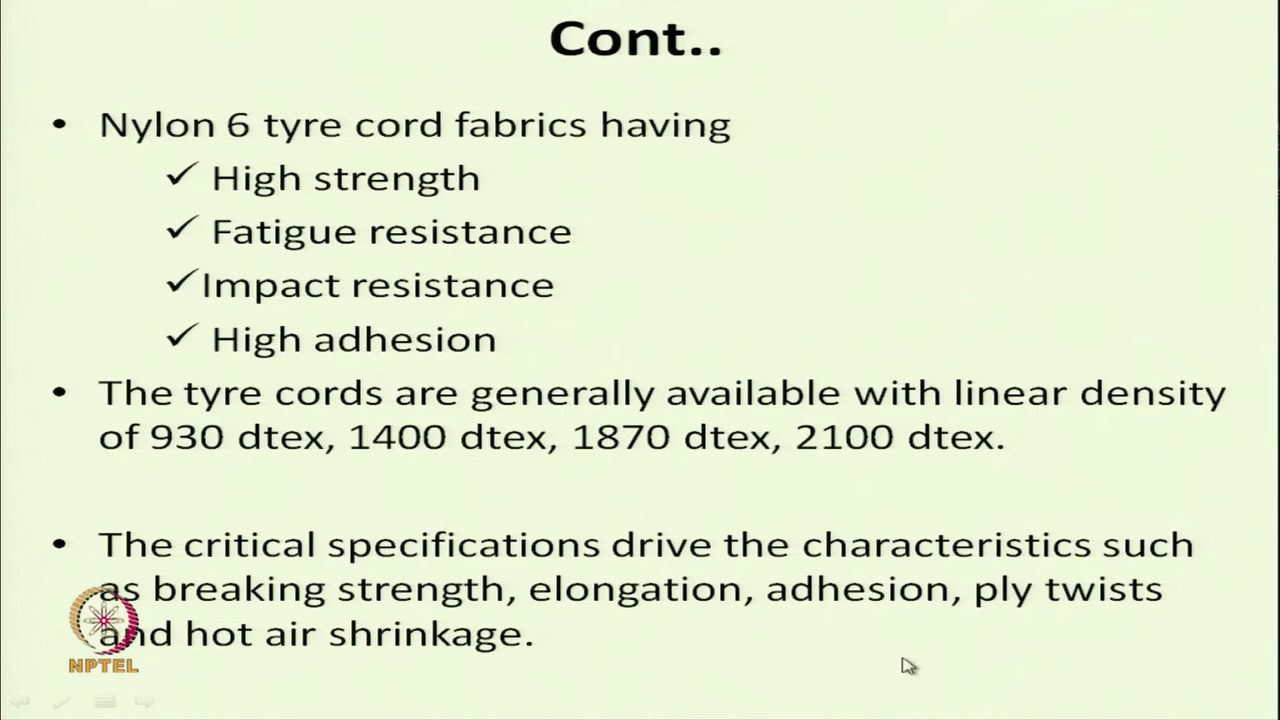 Cont..
• Nylon 6 tyre cord fabrics having
✓ High strength
✓ Fatigue resistance
✓Impact resistance
✓ High adhesion
• The tyre cords are generally available with linear density
of 930 dtex, 1400 dtex, 1870 dtex, 2100 dtex.
• The critical specifications drive the characteristics such
as breaking strength, elongation, adhesion, ply twists
and hot air shrinkage.
NPTEL